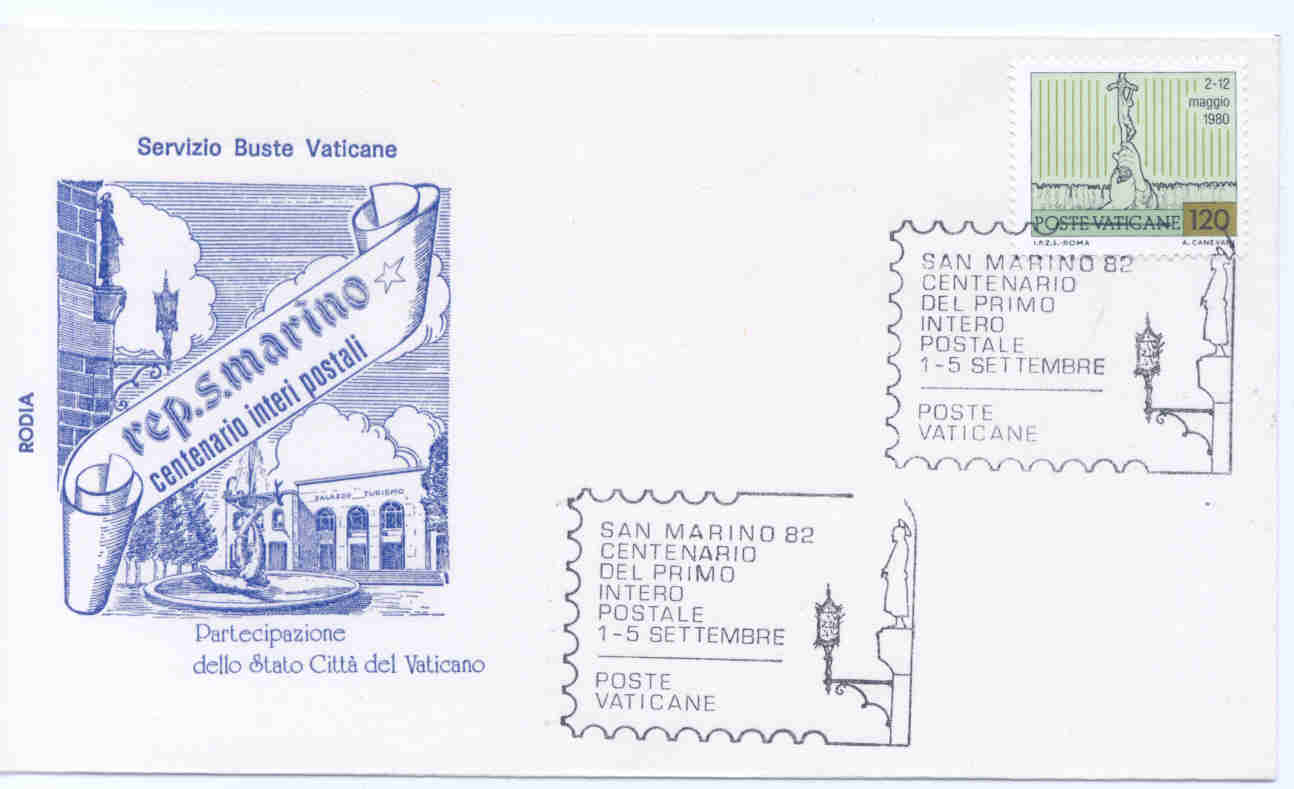 Servizio Buste Vaticane
RODIA
rep.s.marino
centenario interi postali
PALAZZO TURISMO
Partecipazione
dello Stato Città del Vaticano
2-12
maggio
1980
POSTE VATICANE 120
I.P.Z.S.-ROMA A. CANEVARI
SAN MARINO 82
CENTENARIO
DEL PRIMO
INTERO
POSTALE
1-5 SETTEMBRE
POSTE
VATICANE
SAN MARINO 82
CENTENARIO
DEL PRIMO
INTERO
POSTALE
1-5 SETTEMBRE
POSTE
VATICANE